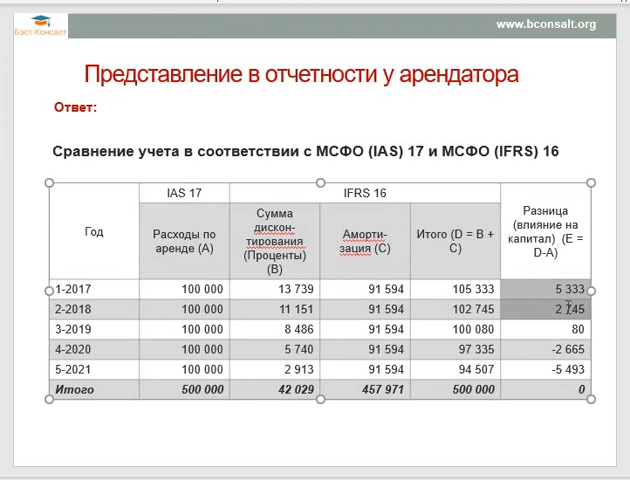 Бэст Консалт
www.bconsalt.org
Представление в отчетности у арендатора
Ответ:
Сравнение учета в соответствии с МСФО (IAS) 17 и МСФО (IFRS) 16
IAS 17 IFRS 16
Год Расходы по аренде (A) Сумма дискон-тирования (Проценты) (B) Аморти-зация (C) Итого (D = B + C) Разница (влияние на капитал) (E = D-A)
1-2017 100 000 13 739 91 594 105 333 5 333
2-2018 100 000 11 151 91 594 102 745 2 745
3-2019 100 000 8 486 91 594 100 080 80
4-2020 100 000 5 740 91 594 97 335 -2 665
5-2021 100 000 2 913 91 594 94 507 -5 493
Итого 500 000 42 029 457 971 500 000 0